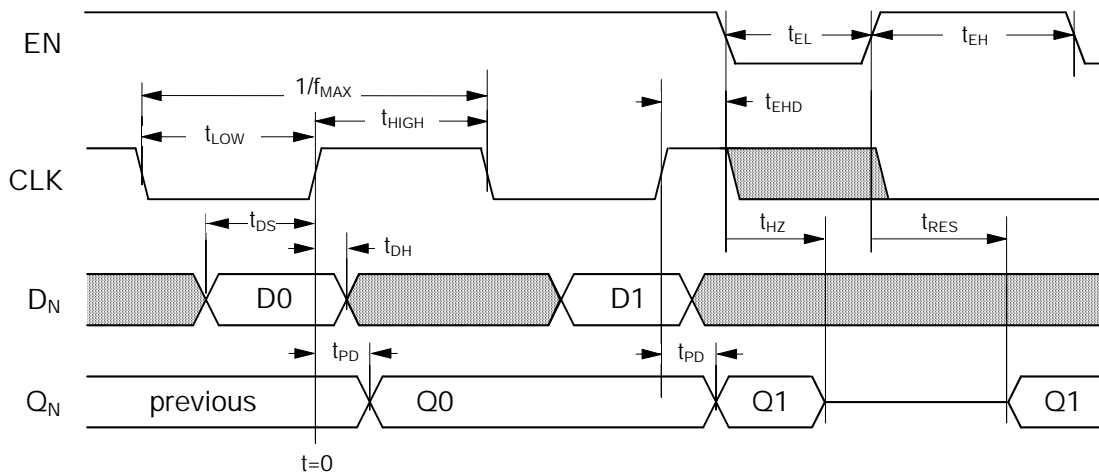 EN
t_EL
t_EH
1/f_MAX
t_EHD
t_LOW
t_HIGH
CLK
t_DS
t_HZ
t_RES
t_DH
D_N
D0
D1
t_PD
t_PD
Q_N
previous
Q0
Q1
Q1
t=0